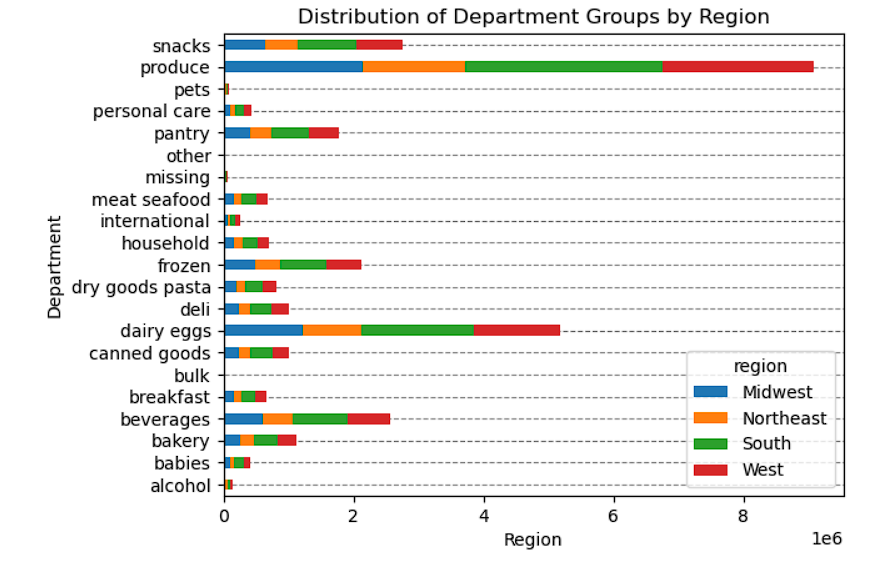 Distribution of Department Groups by Region
snacks
produce
pets
personal care
pantry
other
missing
meat seafood
international
household
frozen
dry goods pasta
deli
dairy eggs
canned goods
bulk
breakfast
beverages
bakery
babies
alcohol
Department
region
Midwest
Northeast
South
West
0 2 4 6 8
1e6
Region